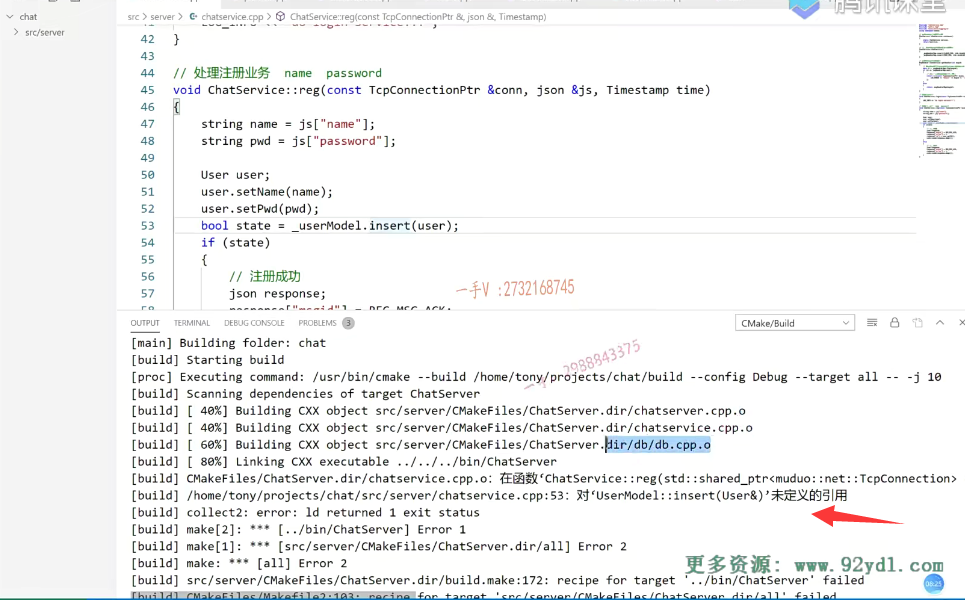 chat
src/server
src > server > chatservice.cpp > ChatService::reg(const TcpConnectionPtr &, json &, Timestamp)
腾讯课堂
42 }
43
44 // 处理注册业务 name password
45 void ChatService::reg(const TcpConnectionPtr &conn, json &js, Timestamp time)
46 {
47 string name = js["name"];
48 string pwd = js["password"];
49
50 User user;
51 user.setName(name);
52 user.setPwd(pwd);
53 bool state = _userModel.insert(user);
54 if (state)
55 {
56 // 注册成功
57 json response;
58 response["msgid"] = REG_MSG_ACK;
一手V :2732168745
OUTPUT TERMINAL DEBUG CONSOLE PROBLEMS 3 CMake/Build
[main] Building folder: chat
[build] Starting build
2988843375
[proc] Executing command: /usr/bin/cmake --build /home/tony/projects/chat/build --config Debug --target all -- -j 10
[build] Scanning dependencies of target ChatServer
[build] [ 40%] Building CXX object src/server/CMakeFiles/ChatServer.dir/chatserver.cpp.o
[build] [ 40%] Building CXX object src/server/CMakeFiles/ChatServer.dir/chatservice.cpp.o
[build] [ 60%] Building CXX object src/server/CMakeFiles/ChatServer.dir/db/db.cpp.o
[build] [ 80%] Linking CXX executable ../../../bin/ChatServer
[build] CMakeFiles/ChatServer.dir/chatservice.cpp.o：在函数‘ChatService::reg(std::shared_ptr<muduo::net::TcpConnection>
[build] /home/tony/projects/chat/src/server/chatservice.cpp:53：对‘UserModel::insert(User&)’未定义的引用
[build] collect2: error: ld returned 1 exit status
[build] make[2]: *** [../bin/ChatServer] Error 1
[build] make[1]: *** [src/server/CMakeFiles/ChatServer.dir/all] Error 2
[build] make: *** [all] Error 2
更多资源: www.92ydl.com
[build] src/server/CMakeFiles/ChatServer.dir/build.make:172: recipe for target '../bin/ChatServer' failed
08:25
[build] CMakeFiles/Makefile2:103: recipe for target 'src/server/CMakeFiles/ChatServer.dir/all' failed